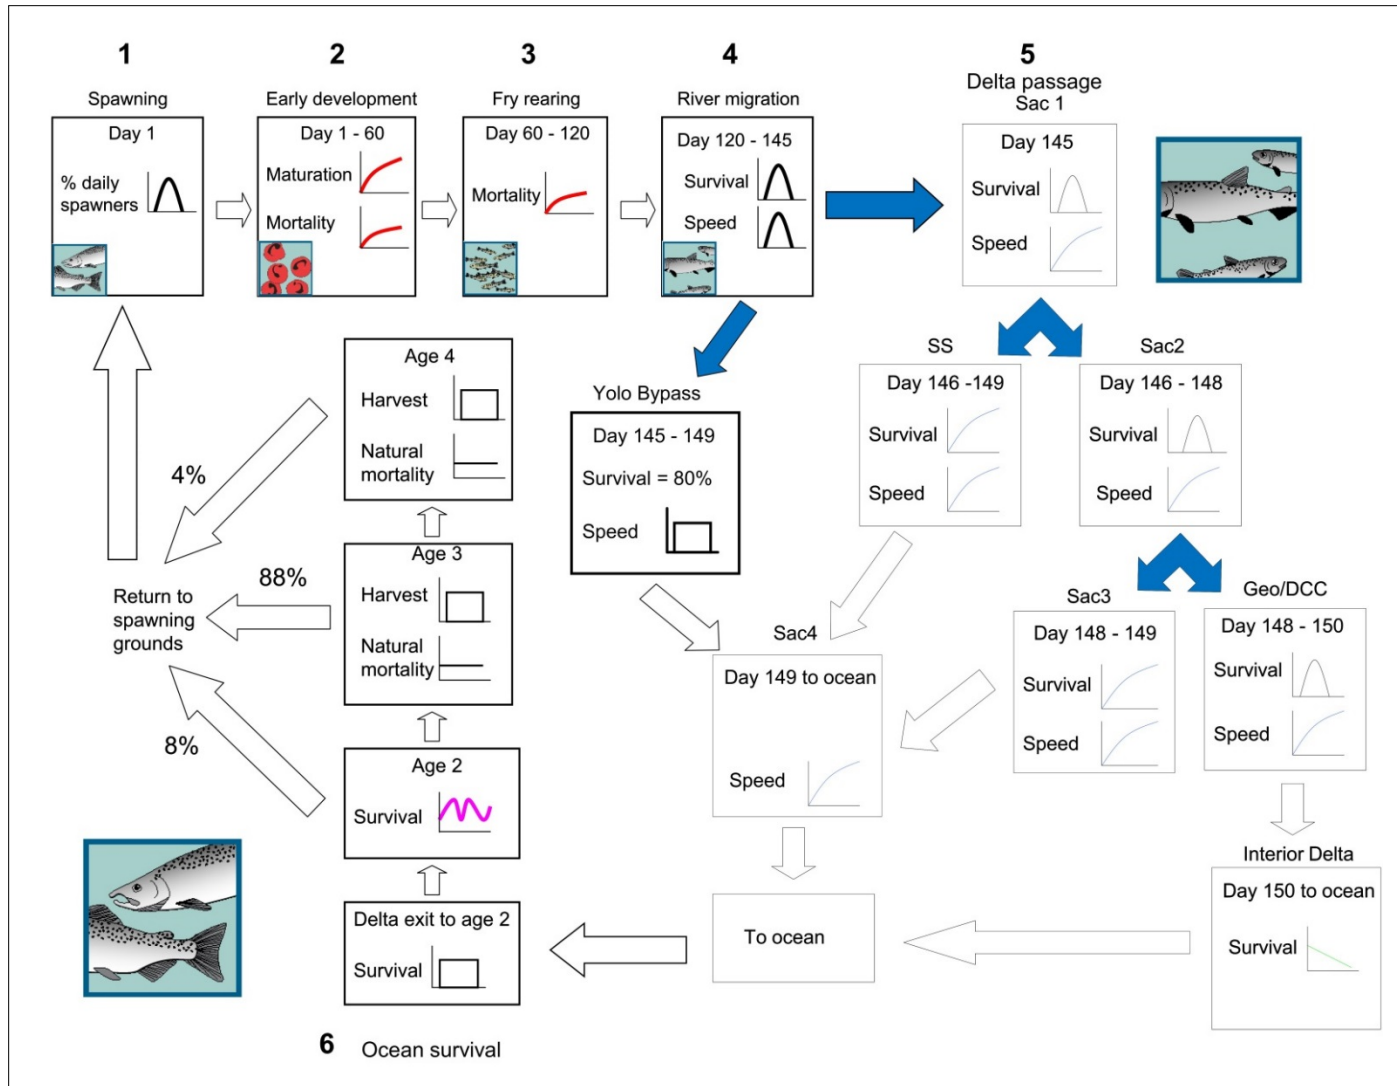 1
Spawning
Day 1
% daily
spawners
2
Early development
Day 1 - 60
Maturation
Mortality
3
Fry rearing
Day 60 - 120
Mortality
4
River migration
Day 120 - 145
Survival
Speed
5
Delta passage
Sac 1
Day 145
Survival
Speed
SS
Day 146 -149
Survival
Speed
Sac2
Day 146 - 148
Survival
Speed
Yolo Bypass
Day 145 - 149
Survival = 80%
Speed
Sac3
Day 148 - 149
Survival
Speed
Geo/DCC
Day 148 - 150
Survival
Speed
Sac4
Day 149 to ocean
Speed
Interior Delta
Day 150 to ocean
Survival
To ocean
Delta exit to age 2
Survival
6 Ocean survival
Age 2
Survival
Age 3
Harvest
Natural
mortality
Age 4
Harvest
Natural
mortality
4%
88%
8%
Return to
spawning
grounds